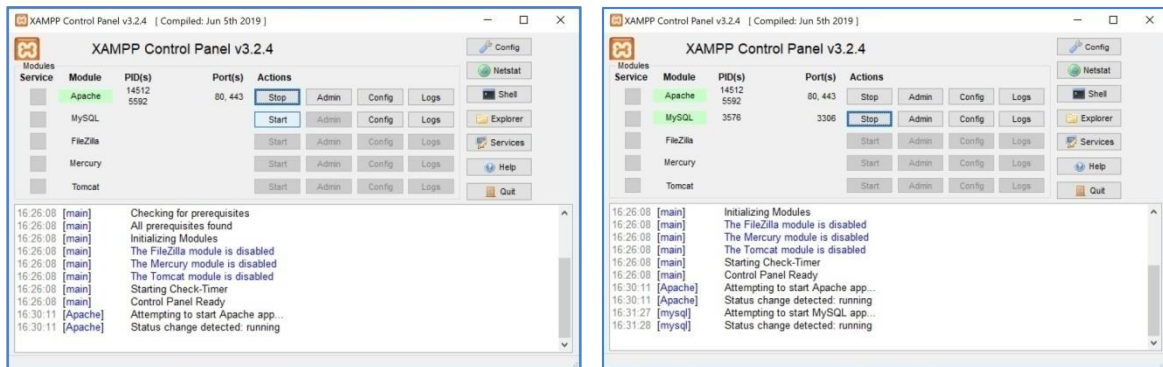 XAMPP Control Panel v3.2.4 [ Compiled: Jun 5th 2019 ]
XAMPP Control Panel v3.2.4
Config
Modules
Service Module PID(s) Port(s) Actions
Netstat
Apache 14512 5592 80, 443 Stop Admin Config Logs
Shell
MySQL Start Admin Config Logs
Explorer
FileZilla Start Admin Config Logs
Services
Mercury Start Admin Config Logs
Help
Tomcat Start Admin Config Logs
Quit
16:26:08 [main] Checking for prerequisites
16:26:08 [main] All prerequisites found
16:26:08 [main] Initializing Modules
16:26:08 [main] The FileZilla module is disabled
16:26:08 [main] The Mercury module is disabled
16:26:08 [main] The Tomcat module is disabled
16:26:08 [main] Starting Check-Timer
16:26:08 [main] Control Panel Ready
16:30:11 [Apache] Attempting to start Apache app...
16:30:11 [Apache] Status change detected: running
XAMPP Control Panel v3.2.4 [ Compiled: Jun 5th 2019 ]
XAMPP Control Panel v3.2.4
Config
Modules
Service Module PID(s) Port(s) Actions
Netstat
Apache 14512 5592 80, 443 Stop Admin Config Logs
Shell
MySQL 3576 3306 Stop Admin Config Logs
Explorer
FileZilla Start Admin Config Logs
Services
Mercury Start Admin Config Logs
Help
Tomcat Start Admin Config Logs
Quit
16:26:08 [main] Initializing Modules
16:26:08 [main] The FileZilla module is disabled
16:26:08 [main] The Mercury module is disabled
16:26:08 [main] The Tomcat module is disabled
16:26:08 [main] Starting Check-Timer
16:26:08 [main] Control Panel Ready
16:30:11 [Apache] Attempting to start Apache app...
16:30:11 [Apache] Status change detected: running
16:31:27 [mysql] Attempting to start MySQL app...
16:31:28 [mysql] Status change detected: running